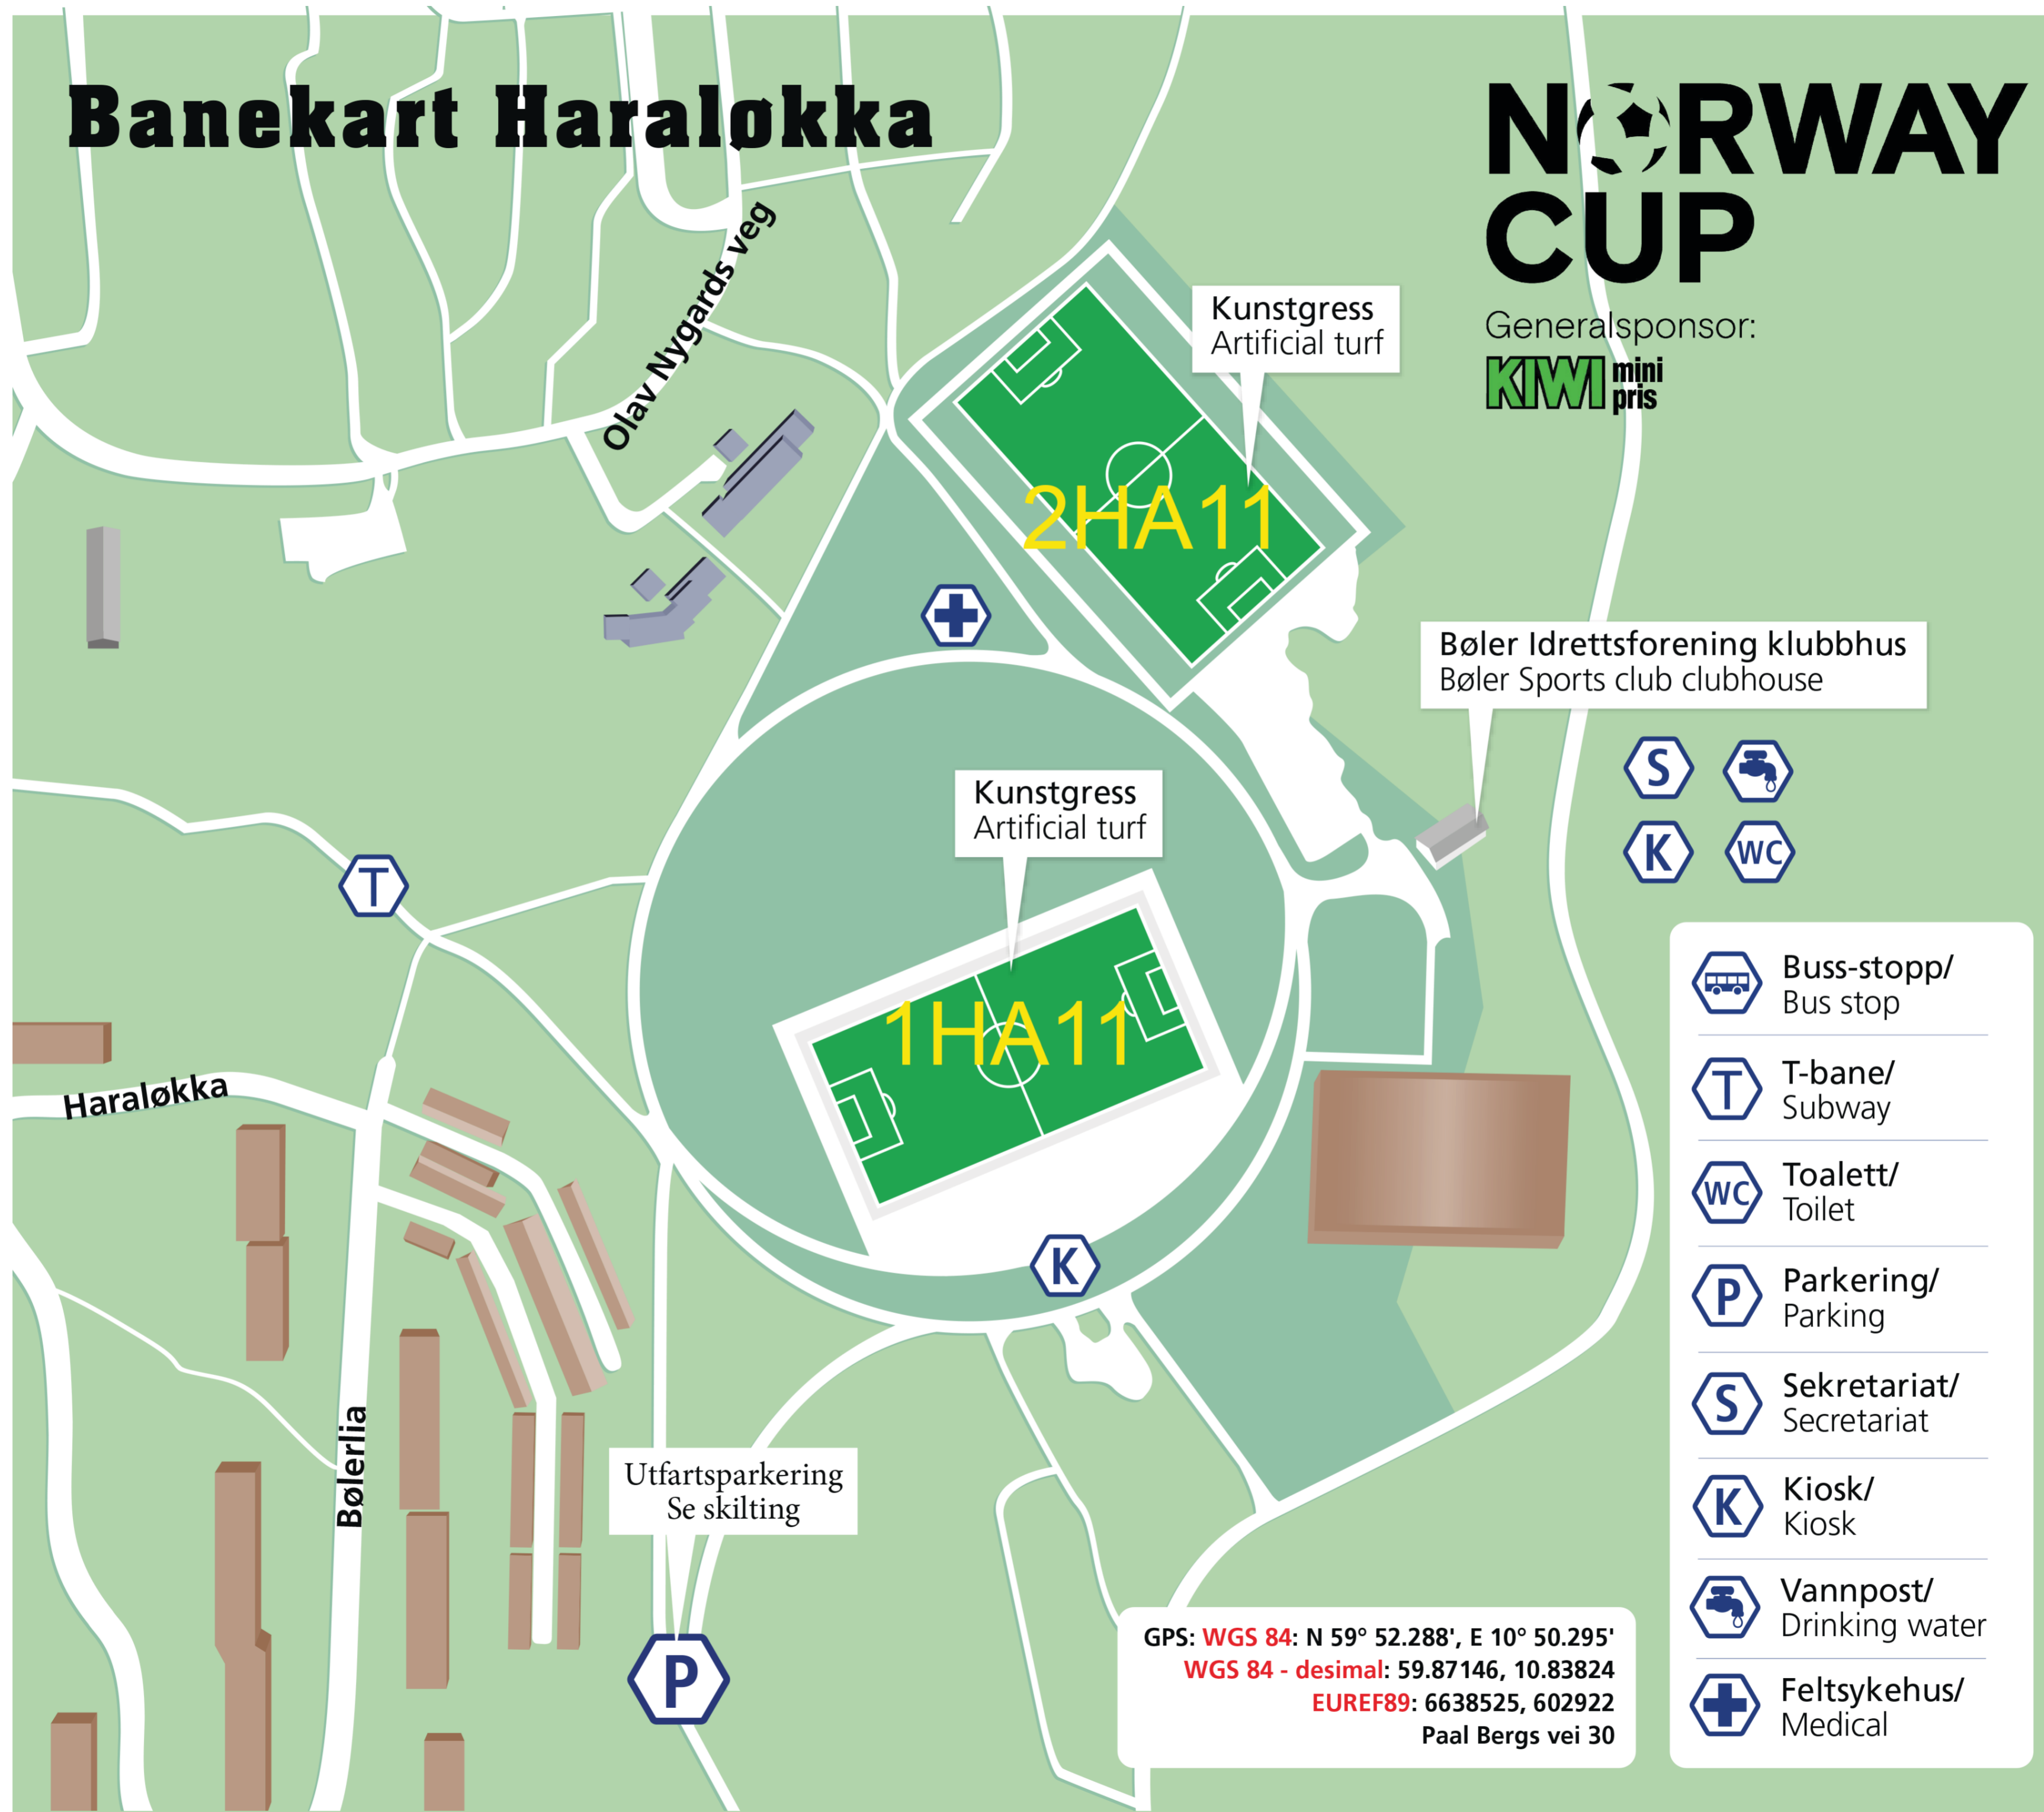 Banekart Haraløkka
NORWAY
CUP
Generalsponsor:
KIWI mini
pris
Olav Nygards veg
Kunstgress
Artificial turf
2HA11
Bøler Idrettsforening klubbhus
Bøler Sports club clubhouse
S
K
WC
Kunstgress
Artificial turf
1HA11
T
Haraløkka
K
Bølerlia
Utfartsparkering
Se skilting
P
GPS: WGS 84: N 59° 52.288', E 10° 50.295'
WGS 84 - desimal: 59.87146, 10.83824
EUREF89: 6638525, 602922
Paal Bergs vei 30
Buss-stopp/
Bus stop
T
T-bane/
Subway
WC
Toalett/
Toilet
P
Parkering/
Parking
S
Sekretariat/
Secretariat
K
Kiosk/
Kiosk
Vannpost/
Drinking water
Feltsykehus/
Medical